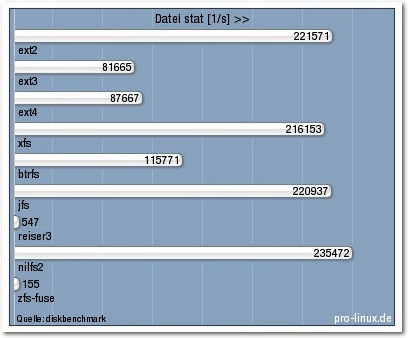 Datei stat [1/s] >>
221571
ext2
81665
ext3
87667
ext4
216153
xfs
115771
btrfs
220937
jfs
547
reiser3
235472
nilfs2
155
zfs-fuse
Quelle: diskbenchmark
pro-linux.de